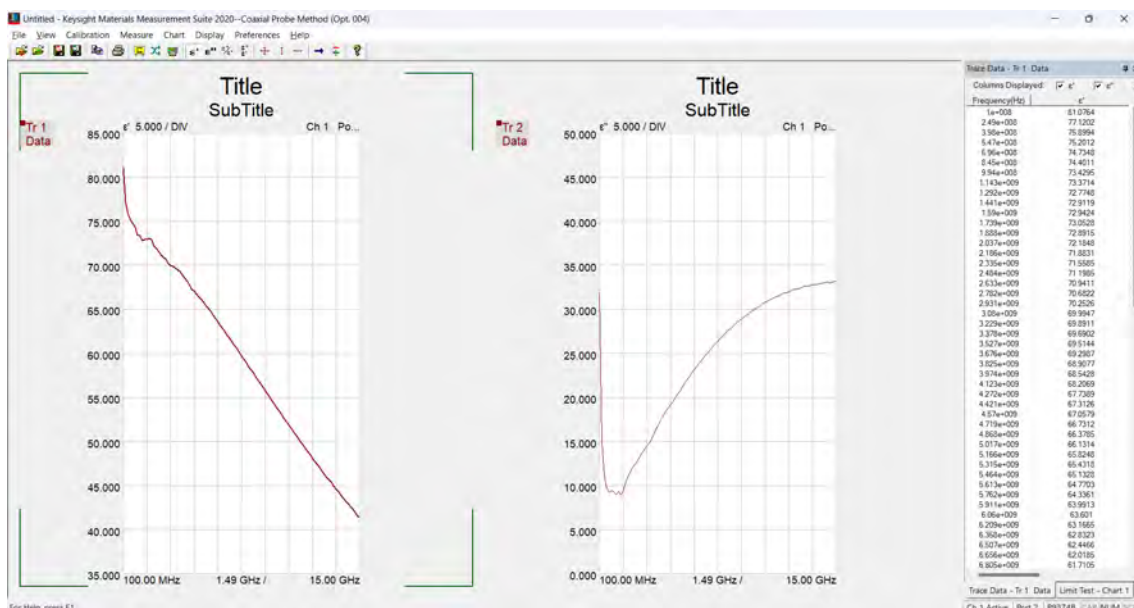 Untitled - Keysight Materials Measurement Suite 2020--Coaxial Probe Method (Opt. 004)
File View Calibration Measure Chart Display Preferences Help
Title
SubTitle
Tr 1
Data
ε' 5.000 / DIV
Ch 1 Po...
85.000
80.000
75.000
70.000
65.000
60.000
55.000
50.000
45.000
40.000
35.000
100.00 MHz 1.49 GHz / 15.00 GHz
Title
SubTitle
Tr 2
Data
ε'' 5.000 / DIV
Ch 1 Po...
50.000
45.000
40.000
35.000
30.000
25.000
20.000
15.000
10.000
5.000
0.000
100.00 MHz 1.49 GHz / 15.00 GHz
Trace Data - Tr 1 Data
Columns Displayed: ε' ε''
Frequency(Hz) ε'
1e+008 81.0764
2.49e+008 77.1202
3.98e+008 75.8994
5.47e+008 75.2012
6.96e+008 74.7348
8.45e+008 74.4011
9.94e+008 73.4295
1.143e+009 73.3714
1.292e+009 72.7748
1.441e+009 72.9119
1.59e+009 72.9424
1.739e+009 73.0528
1.888e+009 72.8915
2.037e+009 72.1848
2.186e+009 71.8831
2.335e+009 71.5585
2.484e+009 71.1985
2.633e+009 70.9411
2.782e+009 70.6822
2.931e+009 70.2526
3.08e+009 69.9947
3.229e+009 69.8911
3.378e+009 69.6902
3.527e+009 69.5144
3.676e+009 69.2987
3.825e+009 68.9077
3.974e+009 68.5428
4.123e+009 68.2069
4.272e+009 67.7389
4.421e+009 67.3126
4.57e+009 67.0579
4.719e+009 66.7312
4.868e+009 66.3785
5.017e+009 66.1314
5.166e+009 65.8248
5.315e+009 65.4318
5.464e+009 65.1328
5.613e+009 64.7703
5.762e+009 64.3361
5.911e+009 63.9913
6.06e+009 63.601
6.209e+009 63.1665
6.358e+009 62.8323
6.507e+009 62.4466
6.656e+009 62.0185
6.805e+009 61.7105
Trace Data - Tr 1 Data Limit Test - Chart 1
For Help, press F1
Ch 1 Active Port 2 P9374B